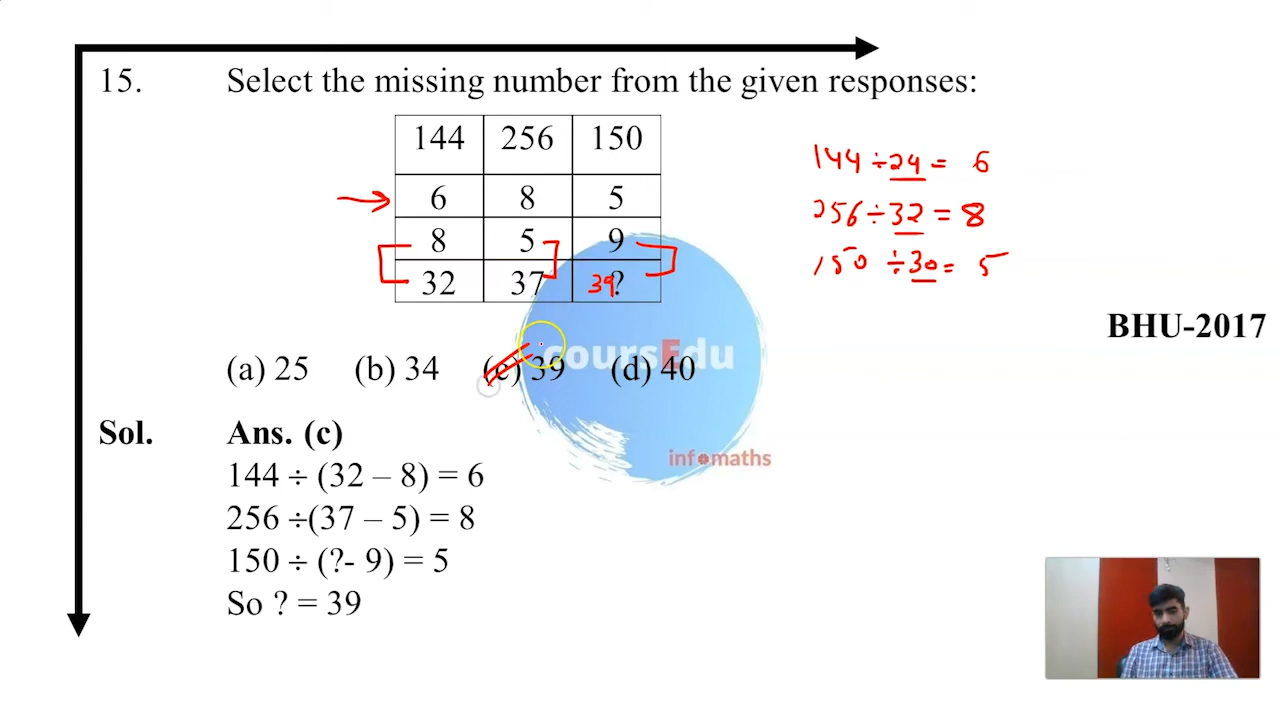 15. Select the missing number from the given responses:
144 256 150
6 8 5
8 5 9
32 37 39?
144 ÷ 24 = 6
256 ÷ 32 = 8
150 ÷ 30 = 5
BHU-2017
(a) 25 (b) 34 (c) 39 (d) 40
coursEdu
infomaths
Sol. Ans. (c)
144 ÷ (32 – 8) = 6
256 ÷(37 – 5) = 8
150 ÷ (?- 9) = 5
So ? = 39